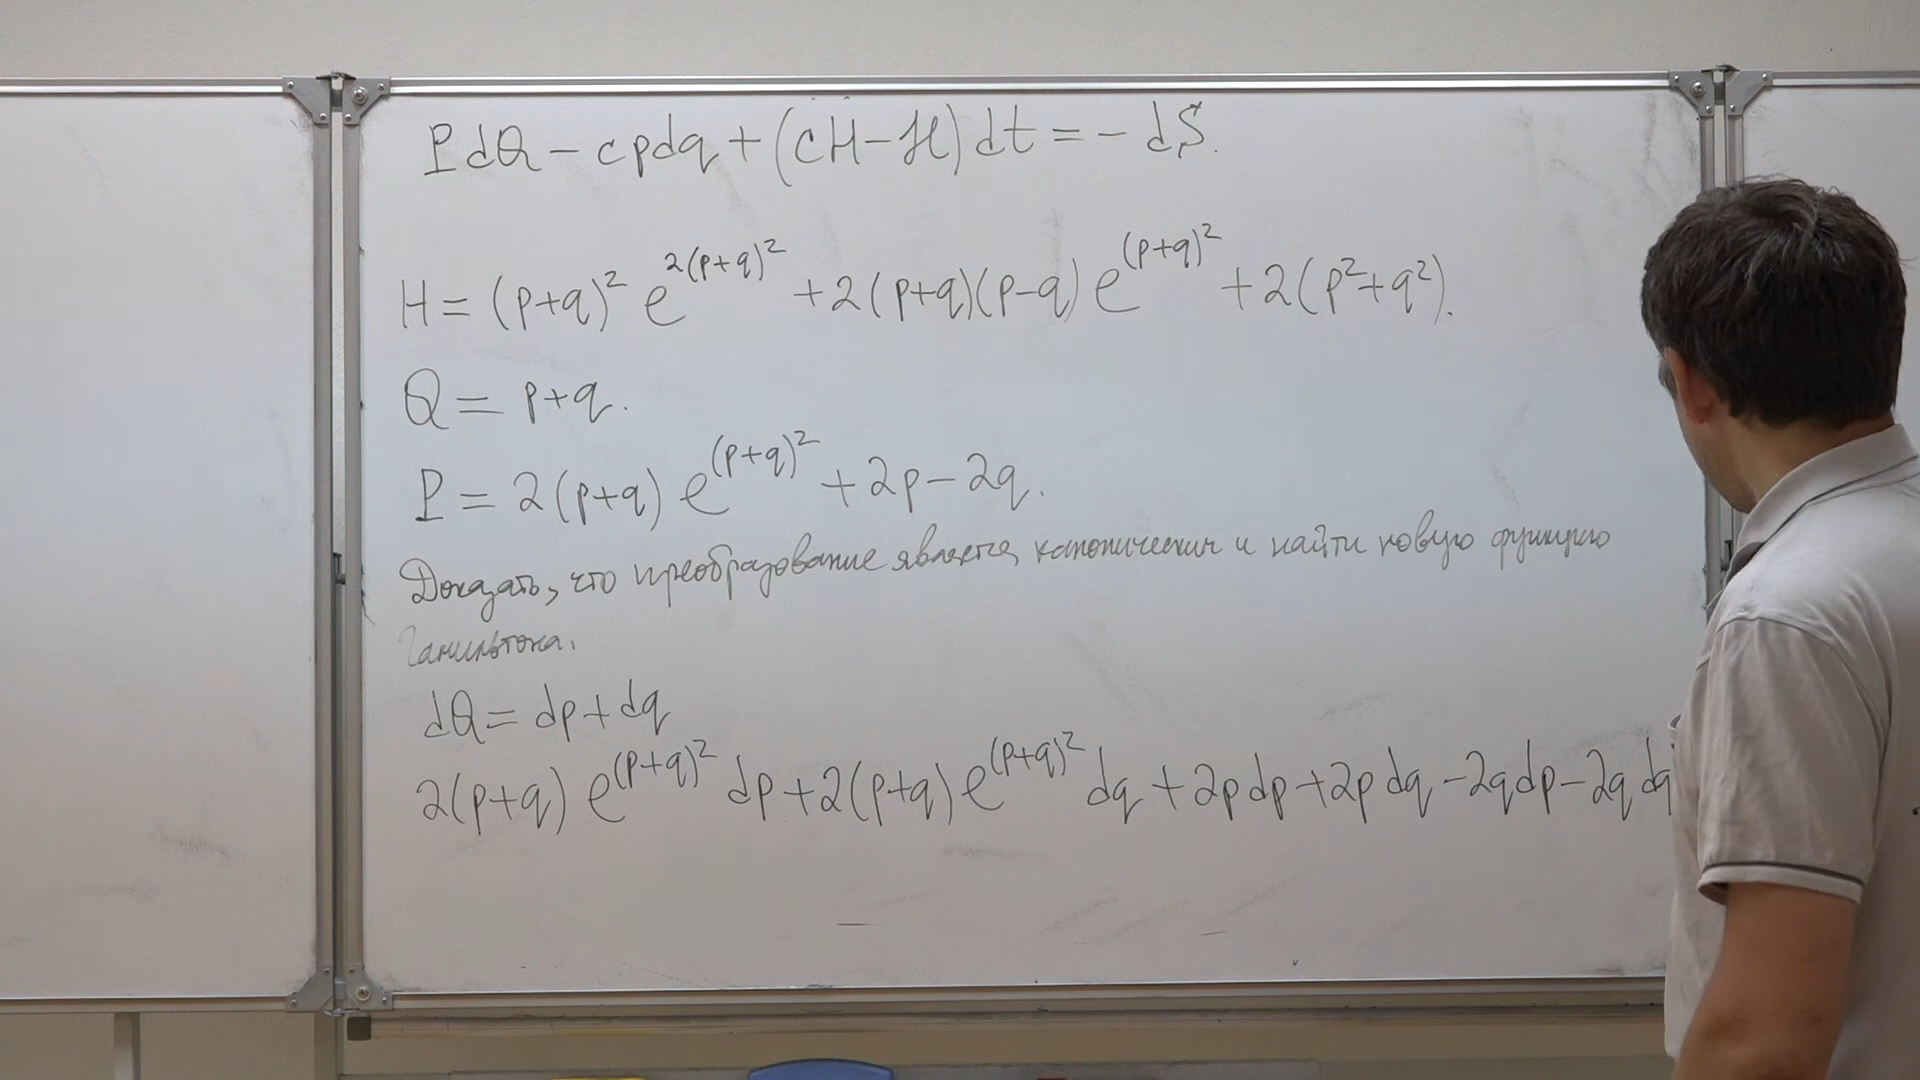 PdQ − cpdq + (cH − ℋ)dt = − dS.
H = (p+q)² e^{2(p+q)²} + 2(p+q)(p−q) e^{(p+q)²} + 2(p²+q²).
Q = p+q.
P = 2(p+q) e^{(p+q)²} + 2p − 2q.
Доказать, что преобразование является каноническим и найти новую функцию
Гамильтона.
dQ = dp + dq
2(p+q) e^{(p+q)²} dp + 2(p+q) e^{(p+q)²} dq + 2p dp + 2p dq − 2q dp − 2q dq